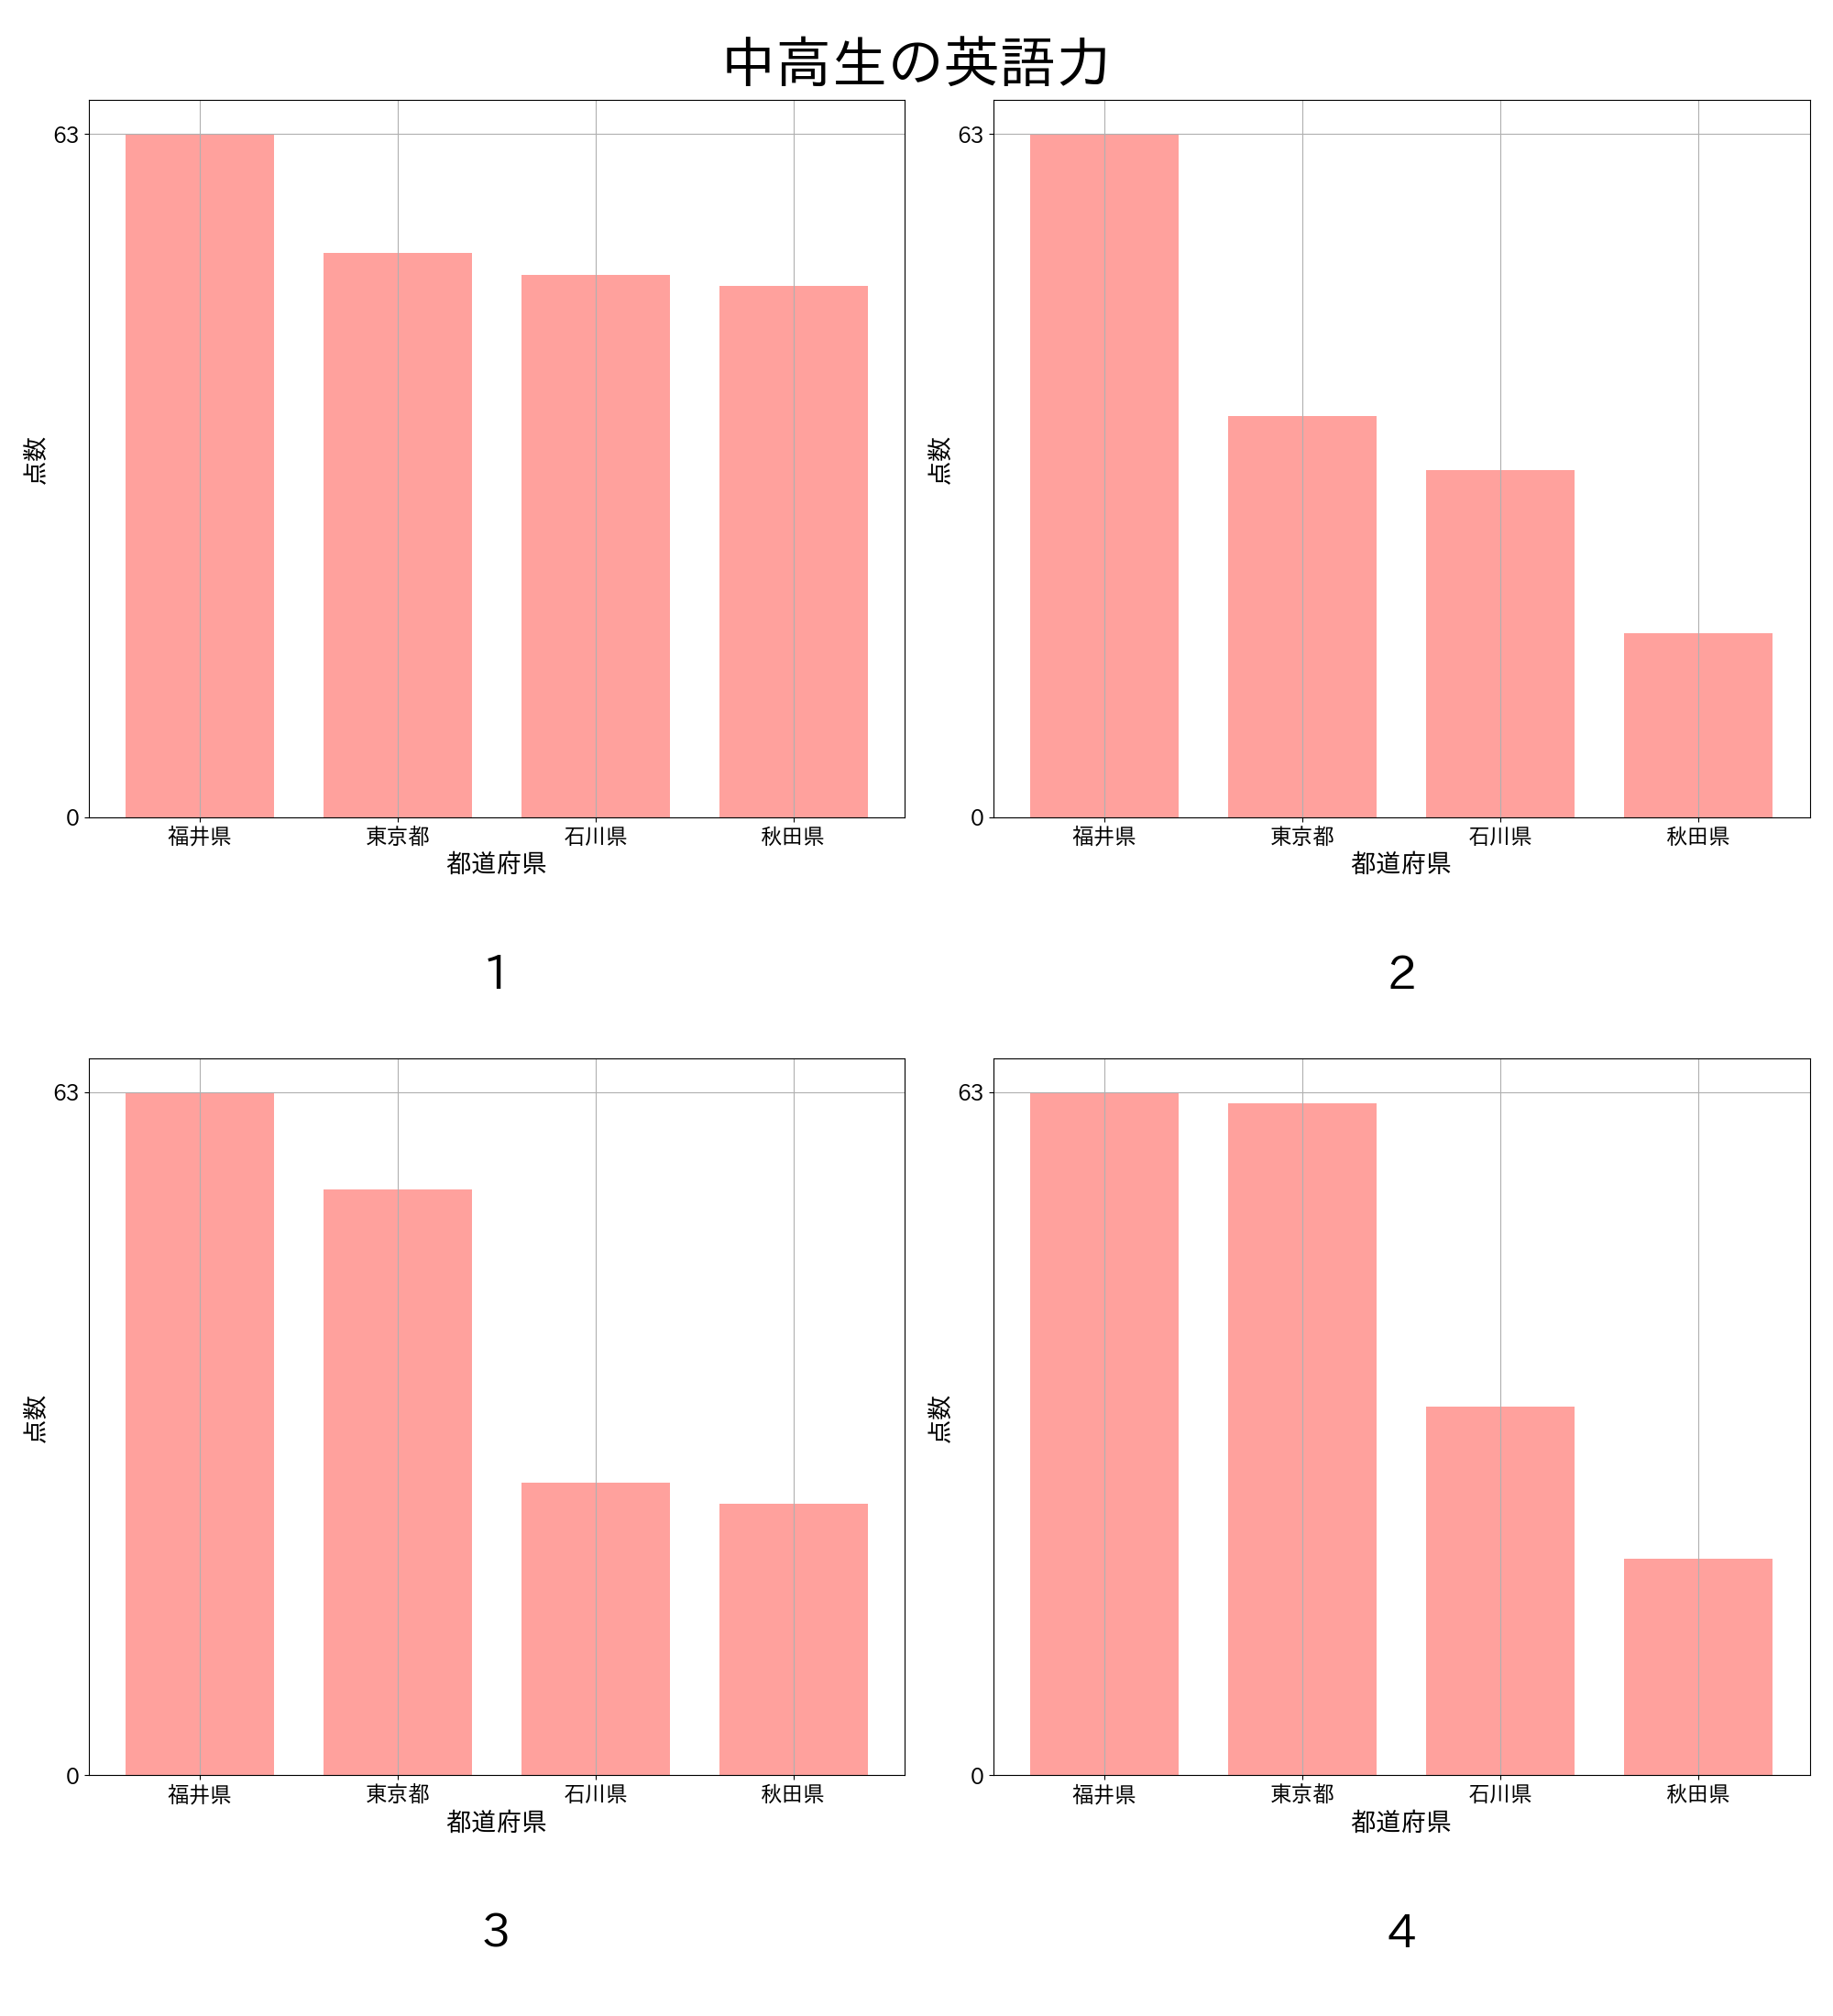 中高生の英語力
63
点数
0
福井県 東京都 石川県 秋田県
都道府県
1
63
点数
0
福井県 東京都 石川県 秋田県
都道府県
2
63
点数
0
福井県 東京都 石川県 秋田県
都道府県
3
63
点数
0
福井県 東京都 石川県 秋田県
都道府県
4